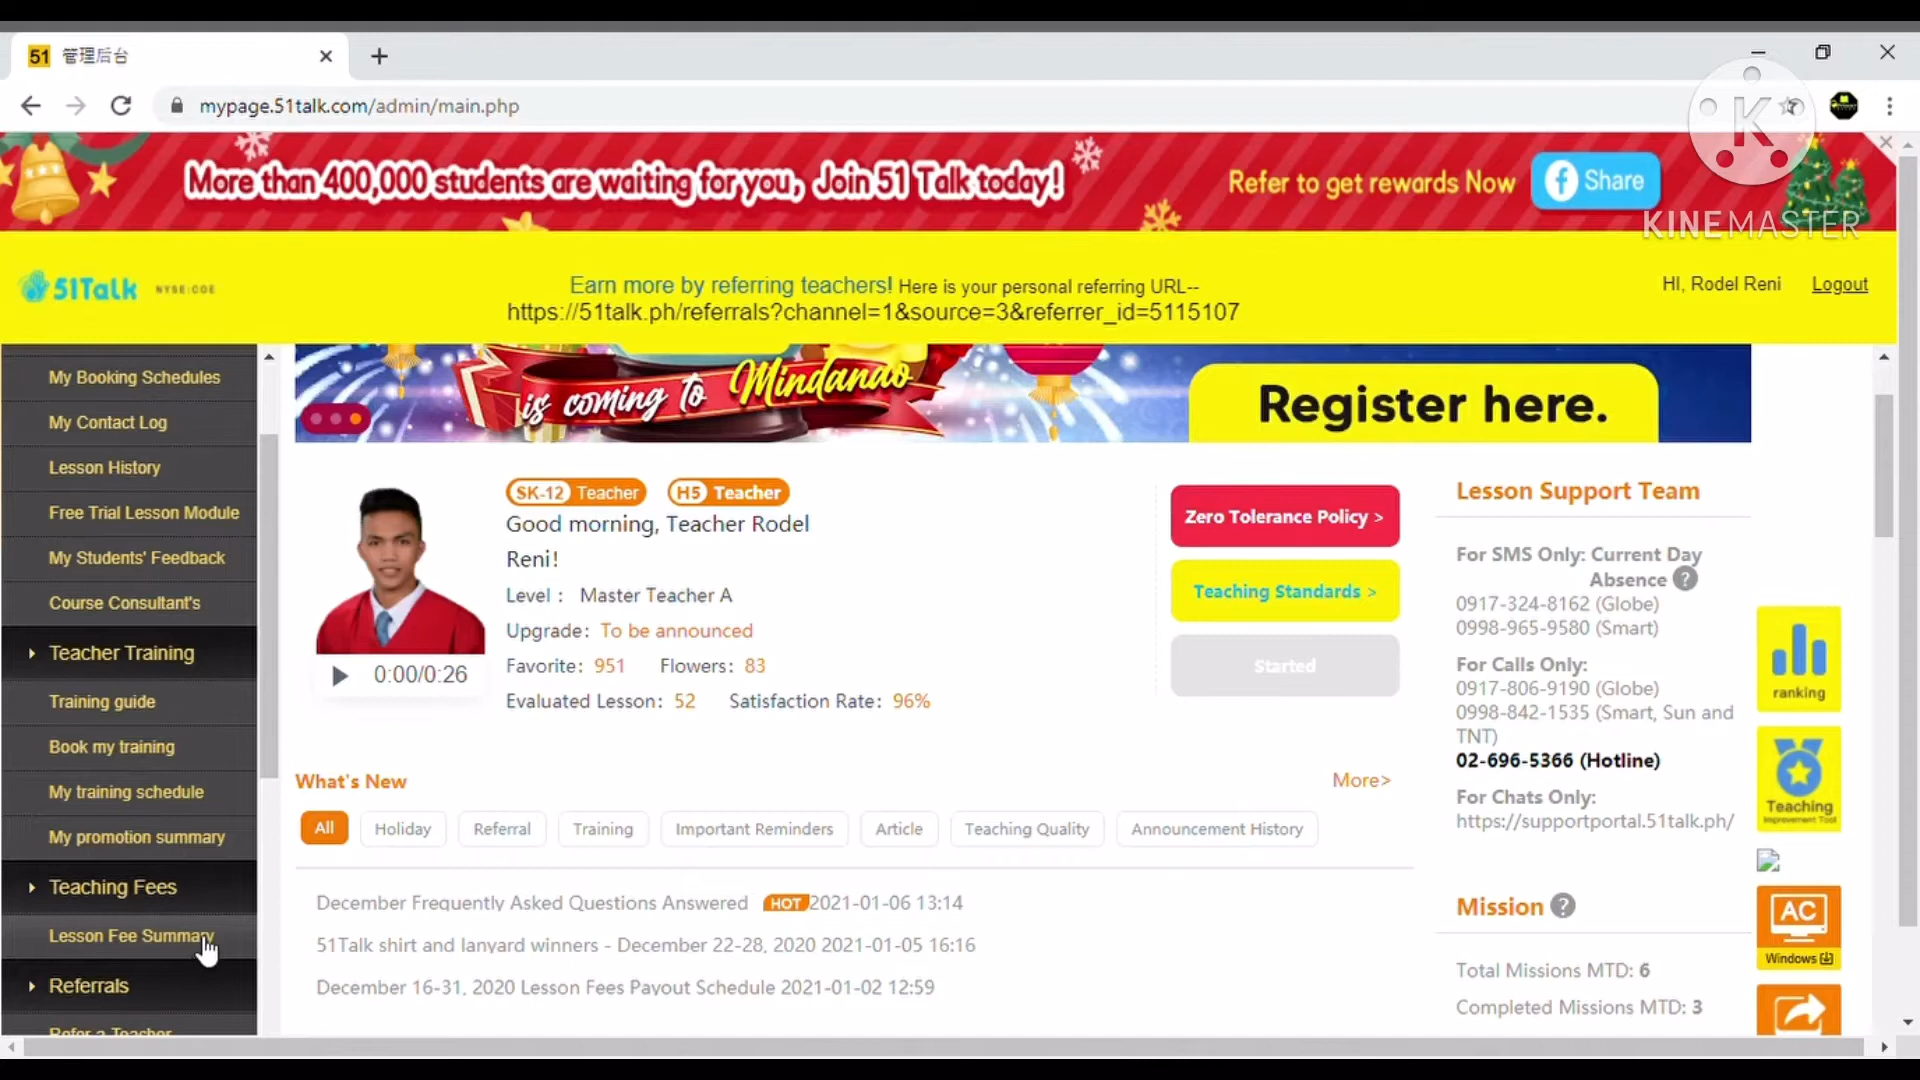 51 管理后台
mypage.51talk.com/admin/main.php
More than 400,000 students are waiting for you, Join 51 Talk today!
Refer to get rewards Now
f Share
K
KINEMASTER
51Talk NYSE:COE
Earn more by referring teachers! Here is your personal referring URL--
https://51talk.ph/referrals?channel=1&source=3&referrer_id=5115107
HI, Rodel Reni
Logout
My Booking Schedules
My Contact Log
Lesson History
Free Trial Lesson Module
My Students' Feedback
Course Consultant's
Teacher Training
Training guide
Book my training
My training schedule
My promotion summary
Teaching Fees
Lesson Fee Summary
Referrals
Refer a Teacher
is coming to Mindanao
Register here.
SK-12 Teacher H5 Teacher
Good morning, Teacher Rodel
Reni!
Level : Master Teacher A
Upgrade: To be announced
Favorite: 951 Flowers: 83
Evaluated Lesson: 52 Satisfaction Rate: 96%
0:00/0:26
Zero Tolerance Policy >
Teaching Standards >
Started
What's New
More>
All Holiday Referral Training Important Reminders Article Teaching Quality Announcement History
December Frequently Asked Questions Answered HOT 2021-01-06 13:14
51Talk shirt and lanyard winners - December 22-28, 2020 2021-01-05 16:16
December 16-31, 2020 Lesson Fees Payout Schedule 2021-01-02 12:59
Lesson Support Team
For SMS Only: Current Day
Absence ?
0917-324-8162 (Globe)
0998-965-9580 (Smart)
For Calls Only:
0917-806-9190 (Globe)
0998-842-1535 (Smart, Sun and
TNT)
02-696-5366 (Hotline)
For Chats Only:
https://supportportal.51talk.ph/
Mission ?
Total Missions MTD: 6
Completed Missions MTD: 3
ranking
Teaching
Improvement Tool
AC
Windows